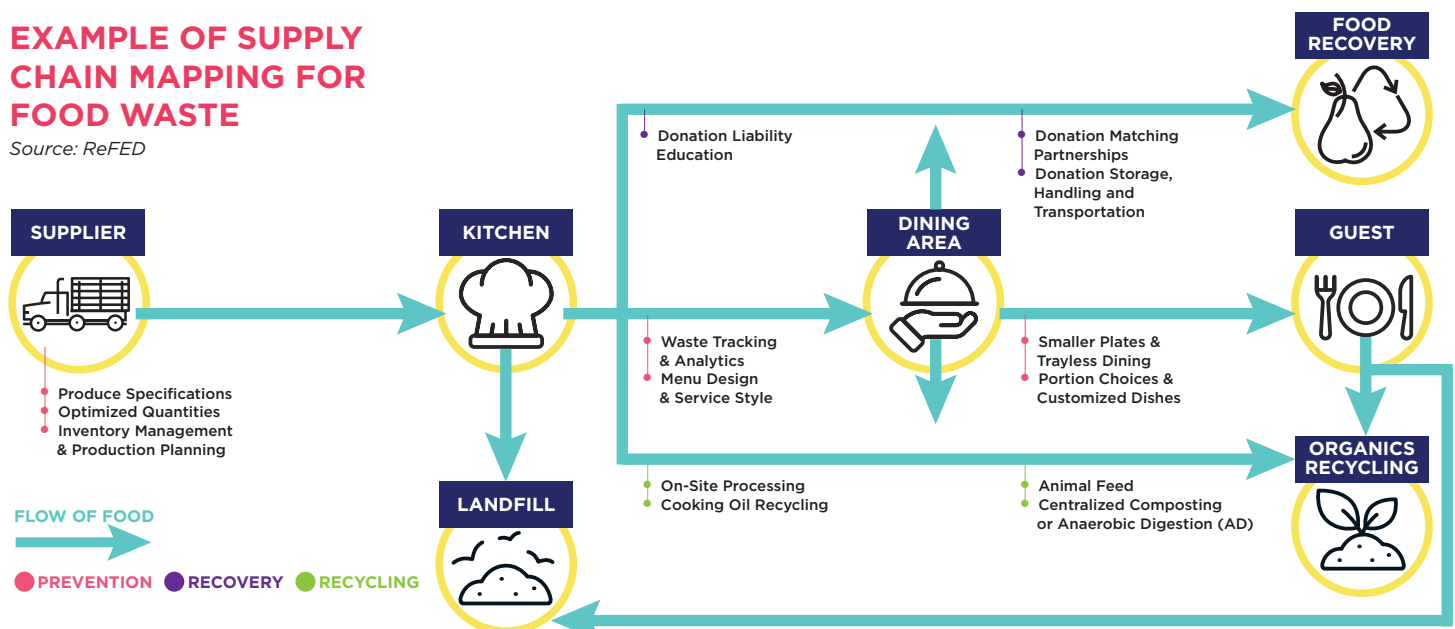 EXAMPLE OF SUPPLY
CHAIN MAPPING FOR
FOOD WASTE
Source: ReFED
FOOD
RECOVERY
Donation Liability
Education
Donation Matching
Partnerships
Donation Storage,
Handling and
Transportation
SUPPLIER
KITCHEN
DINING
AREA
GUEST
Produce Specifications
Optimized Quantities
Inventory Management
& Production Planning
Waste Tracking
& Analytics
Menu Design
& Service Style
Smaller Plates &
Trayless Dining
Portion Choices &
Customized Dishes
ORGANICS
RECYCLING
LANDFILL
On-Site Processing
Cooking Oil Recycling
Animal Feed
Centralized Composting
or Anaerobic Digestion (AD)
FLOW OF FOOD
PREVENTION
RECOVERY
RECYCLING